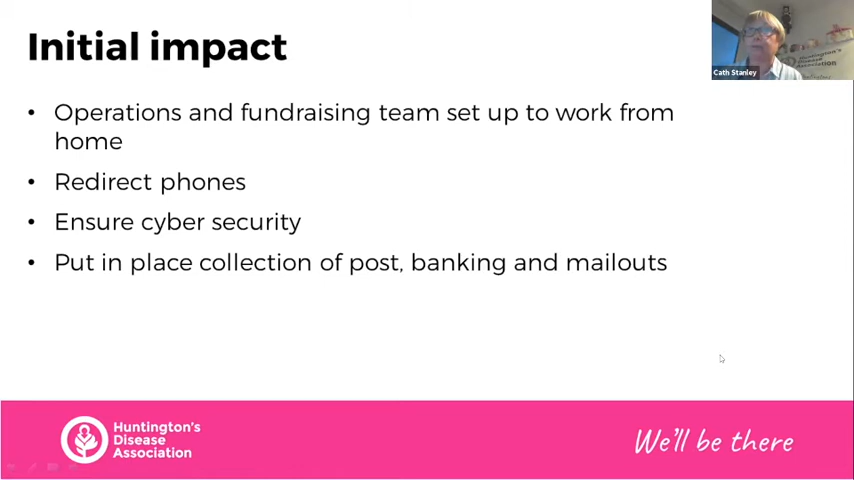 Initial impact
• Operations and fundraising team set up to work from
home
• Redirect phones
• Ensure cyber security
• Put in place collection of post, banking and mailouts
Cath Stanley
Association
Huntington's
Disease
Association
We'll be there